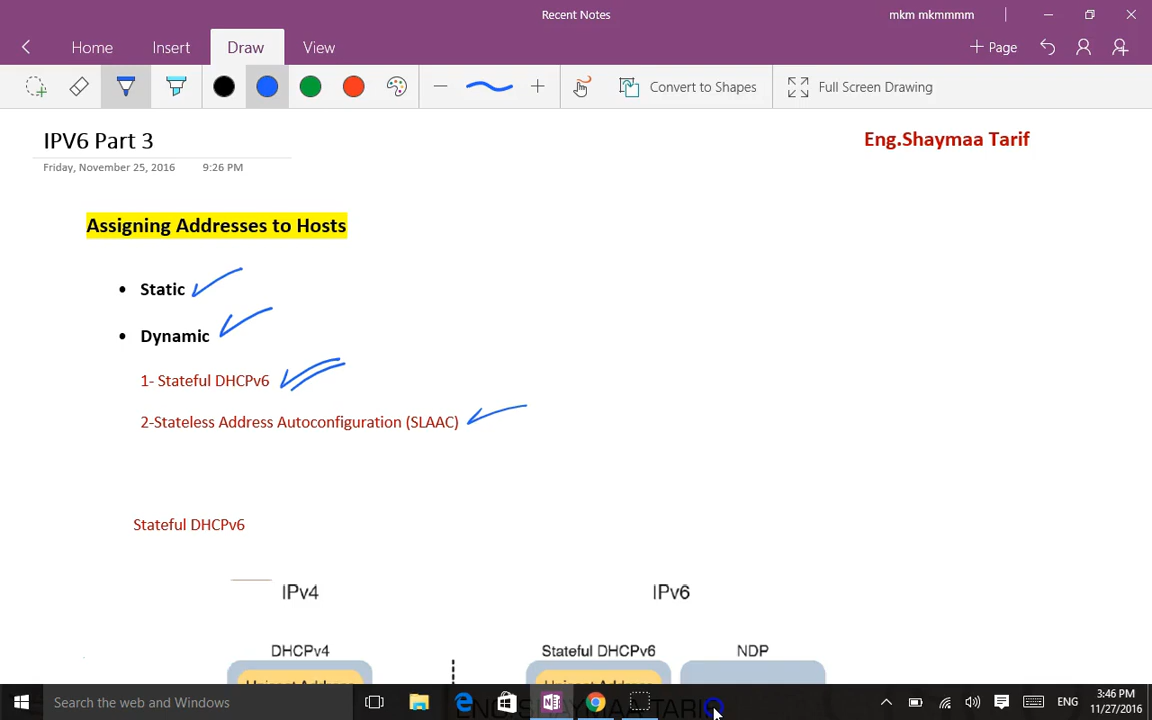 Recent Notes
mkm mkmmmm
Home
Insert
Draw
View
Page
Convert to Shapes
Full Screen Drawing
IPV6 Part 3
Eng.Shaymaa Tarif
Friday, November 25, 2016 9:26 PM
Assigning Addresses to Hosts
• Static
• Dynamic
1- Stateful DHCPv6
2-Stateless Address Autoconfiguration (SLAAC)
Stateful DHCPv6
IPv4
IPv6
DHCPv4
Stateful DHCPv6
NDP
ENG.SHAYMAA TARIF
Search the web and Windows
ENG
3:46 PM
11/27/2016